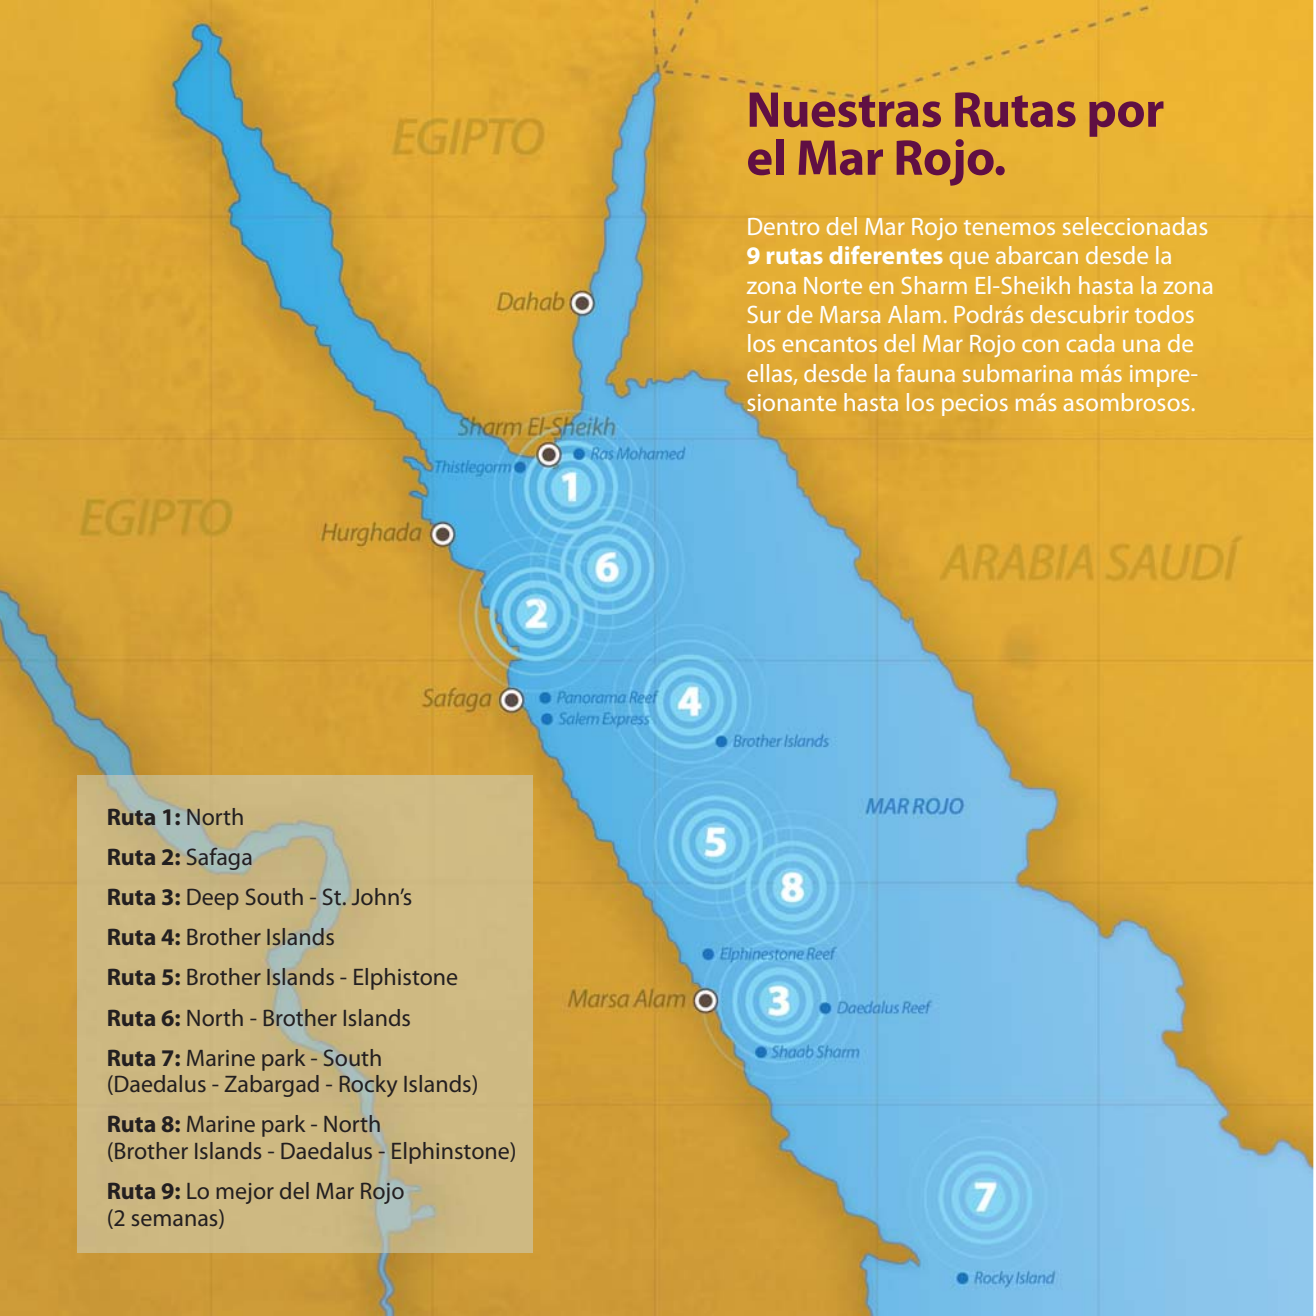 Nuestras Rutas por
el Mar Rojo.
Dentro del Mar Rojo tenemos seleccionadas
9 rutas diferentes que abarcan desde la
zona Norte en Sharm El-Sheikh hasta la zona
Sur de Marsa Alam. Podrás descubrir todos
los encantos del Mar Rojo con cada una de
ellas, desde la fauna submarina más impre-
sionante hasta los pecios más asombrosos.
EGIPTO
Dahab
Sharm El-Sheikh
Ras Mohamed
Thistlegorm
1
EGIPTO
Hurghada
ARABIA SAUDÍ
6
2
Safaga
Panorama Reef
Salem Express
4
Brother Islands
MAR ROJO
5
8
Elphinestone Reef
Marsa Alam
3
Daedalus Reef
Shaab Sharm
7
Rocky Island
Ruta 1: North
Ruta 2: Safaga
Ruta 3: Deep South - St. John’s
Ruta 4: Brother Islands
Ruta 5: Brother Islands - Elphistone
Ruta 6: North - Brother Islands
Ruta 7: Marine park - South
(Daedalus - Zabargad - Rocky Islands)
Ruta 8: Marine park - North
(Brother Islands - Daedalus - Elphinstone)
Ruta 9: Lo mejor del Mar Rojo
(2 semanas)